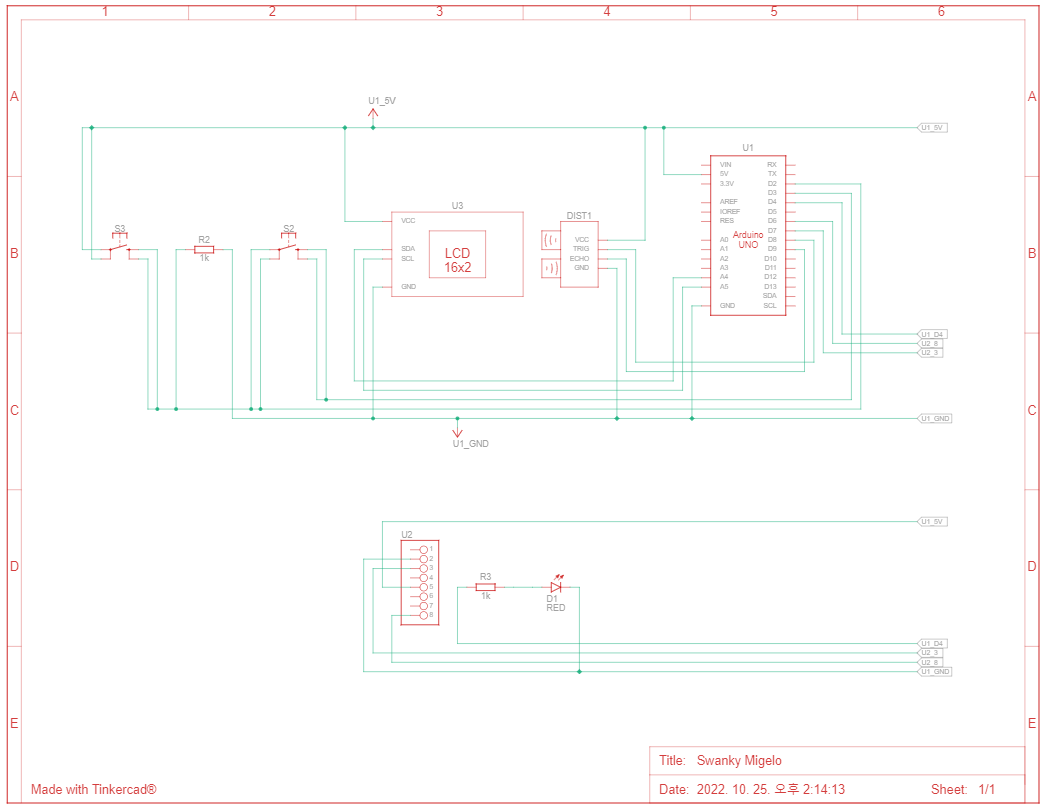 1 2 3 4 5 6
A A
U1_5V
U1_5V
U1
VIN RX
5V TX
3.3V D2
D3
AREF D4
IOREF D5
RES D6
D7
A0 D8
A1 D9
A2 D10
A3 D11
A4 D12
A5 D13
SDA
GND SCL
Arduino
UNO
B B
S3
R2
1k
S2
U3
VCC
SDA
SCL
GND
LCD
16x2
DIST1
VCC
TRIG
ECHO
GND
U1_D4
U2_8
U2_3
C C
U1_GND
U1_GND
U1_5V
D D
U2
1
2
3
4
5
6
7
8
R3
1k
D1
RED
U1_D4
U2_3
U2_8
U1_GND
E E
Title: Swanky Migelo
Made with Tinkercad®
Date: 2022. 10. 25. 오후 2:14:13 Sheet: 1/1